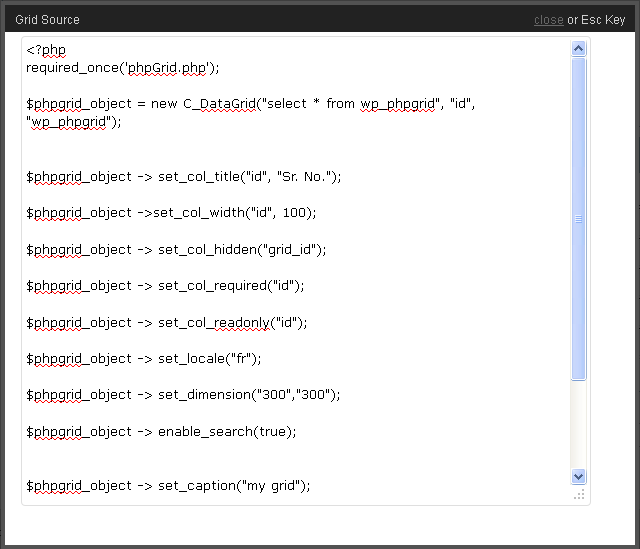 Grid Source
close or Esc Key
<?php
required_once('phpGrid.php');
$phpgrid_object = new C_DataGrid("select * from wp_phpgrid", "id",
"wp_phpgrid");
$phpgrid_object -> set_col_title("id", "Sr. No.");
$phpgrid_object ->set_col_width("id", 100);
$phpgrid_object -> set_col_hidden("grid_id");
$phpgrid_object -> set_col_required("id");
$phpgrid_object -> set_col_readonly("id");
$phpgrid_object -> set_locale("fr");
$phpgrid_object -> set_dimension("300","300");
$phpgrid_object -> enable_search(true);
$phpgrid_object -> set_caption("my grid");